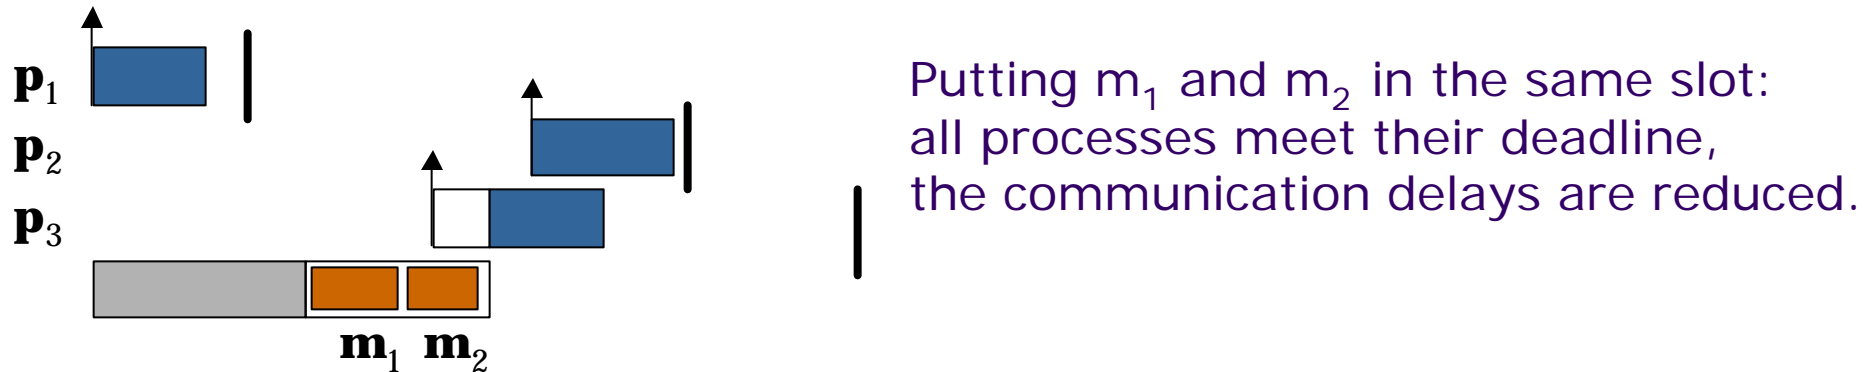 p₁
p₂
p₃
m₁ m₂
Putting m₁ and m₂ in the same slot:
all processes meet their deadline,
the communication delays are reduced.